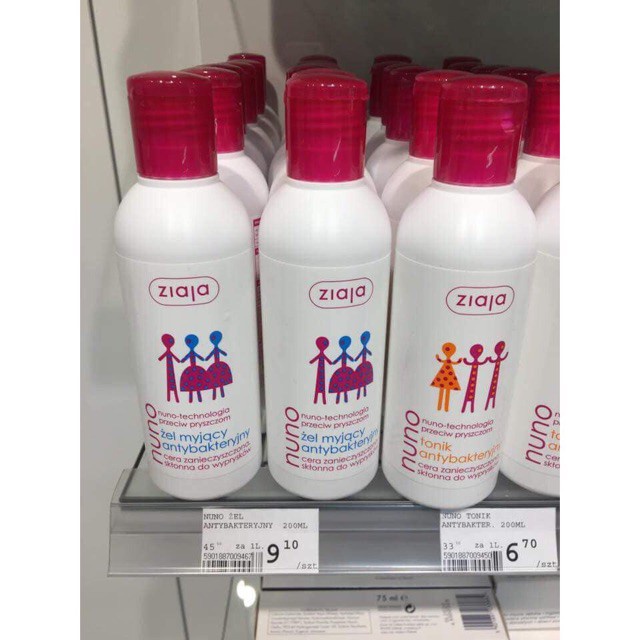 ziaja
nuno
nuno-technologia
przeciw pryszczom
żel myjący
antybakteryjny
cera zanieczyszczona
skłonna do wyprysków
ziaja
nuno
nuno-technologia
przeciw pryszczom
żel myjący
antybakteryjny
cera zanieczyszczona
skłonna do wyprysków
ziaja
nuno
nuno-technologia
przeciw pryszczom
tonik
antybakteryjny
cera zanieczyszczona
skłonna do wyprysków
nuno
NUNO ŻEL
ANTYBAKTERYJNY 200ML
za 1L.
9 10
/szt
NUNO TONIK
ANTYBAKTER. 200ML
za 1L.
6 70
/szt
75 ml